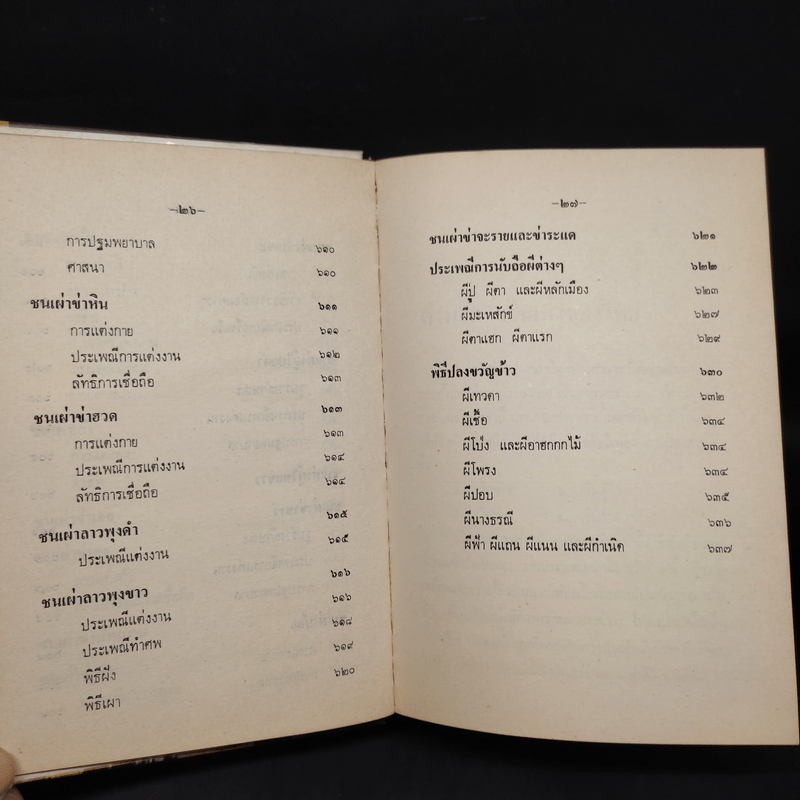 -๒๖-
การปฐมพยาบาล ๖๑๐
ศาสนา ๖๑๐
ชนเผ่าข่าหิน ๖๑๑
การแต่งกาย ๖๑๑
ประเพณีการแต่งงาน ๖๑๒
ลัทธิการเชื่อถือ ๖๑๓
ชนเผ่าข่าฮวด ๖๑๓
การแต่งกาย ๖๑๓
ประเพณีการแต่งงาน ๖๑๔
ลัทธิการเชื่อถือ ๖๑๔
ชนเผ่าลาวพุงดำ ๖๑๕
ประเพณีแต่งงาน ๖๑๕
ชนเผ่าลาวพุงขาว ๖๑๖
ประเพณีแต่งงาน ๖๑๖
ประเพณีทำศพ ๖๑๘
พิธีฝัง ๖๑๙
พิธีเผา ๖๒๐
-๒๗-
ชนเผ่าข่าจะรายและข่าระแด ๖๒๑
ประเพณีการนับถือผีต่างๆ ๖๒๒
ผีปู่ ผีตา และผีหลักเมือง ๖๒๓
ผีมะเหสักข์ ๖๒๗
ผีตาแฮก ผีตาแรก ๖๒๙
พิธีปลงขวัญข้าว ๖๓๐
ผีเทวดา ๖๓๒
ผีเชื้อ ๖๓๔
ผีโป่ง และผีอาฮกกกไม้ ๖๓๔
ผีโพรง ๖๓๔
ผีปอบ ๖๓๕
ผีนางธรณี ๖๓๖
ผีฟ้า ผีแถน ผีแนน และผีกำเนิด ๖๓๗